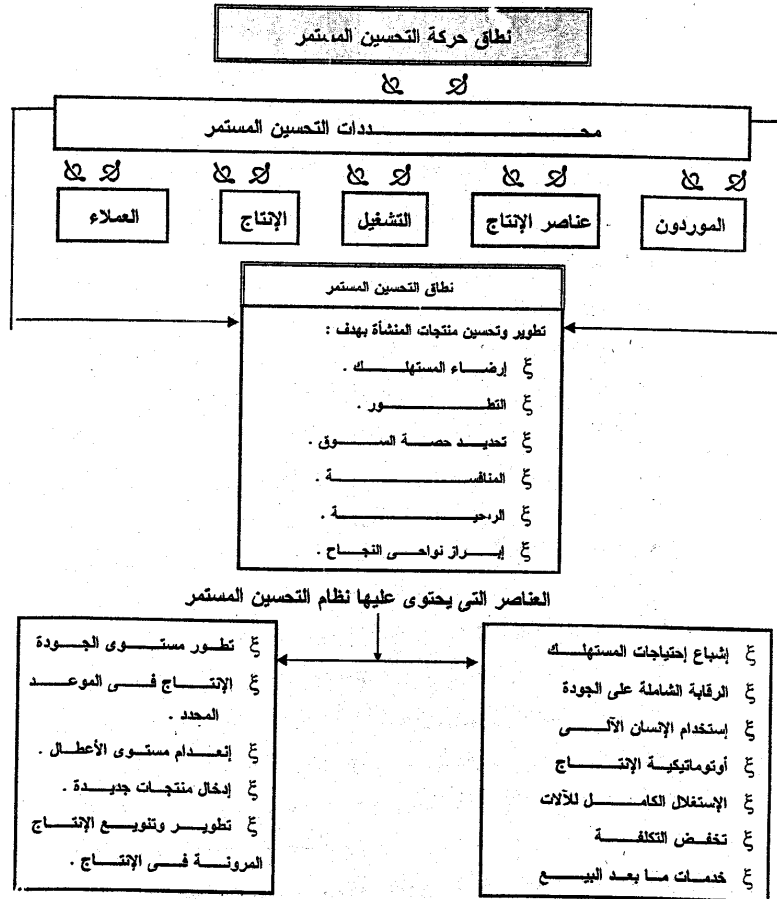 نطاق حركة التحسين المستمر
محددات التحسين المستمر
الموردون
عناصر الإنتاج
التشغيل
الإنتاج
العملاء
نطاق التحسين المستمر
تطوير وتحسين منتجات المنشأة بهدف :
ξ إرضاء المستهلك .
ξ التطور .
ξ تحديد حصة السوق .
ξ المنافسة .
ξ الربحية .
ξ إبراز نواحى النجاح .
العناصر التى يحتوى عليها نظام التحسين المستمر
ξ إشباع إحتياجات المستهلك
ξ الرقابة الشاملة على الجودة
ξ إستخدام الإنسان الآلى
ξ أوتوماتيكية الإنتاج
ξ الإستغلال الكامل للآلات
ξ تخفض التكلفة
ξ خدمات ما بعد البيع
ξ تطور مستوى الجودة
ξ الإنتاج فى الموعد
المحدد .
ξ إنعدام مستوى الأعطال .
ξ إدخال منتجات جديدة .
ξ تطوير وتنويع الإنتاج
المرونة فى الإنتاج .